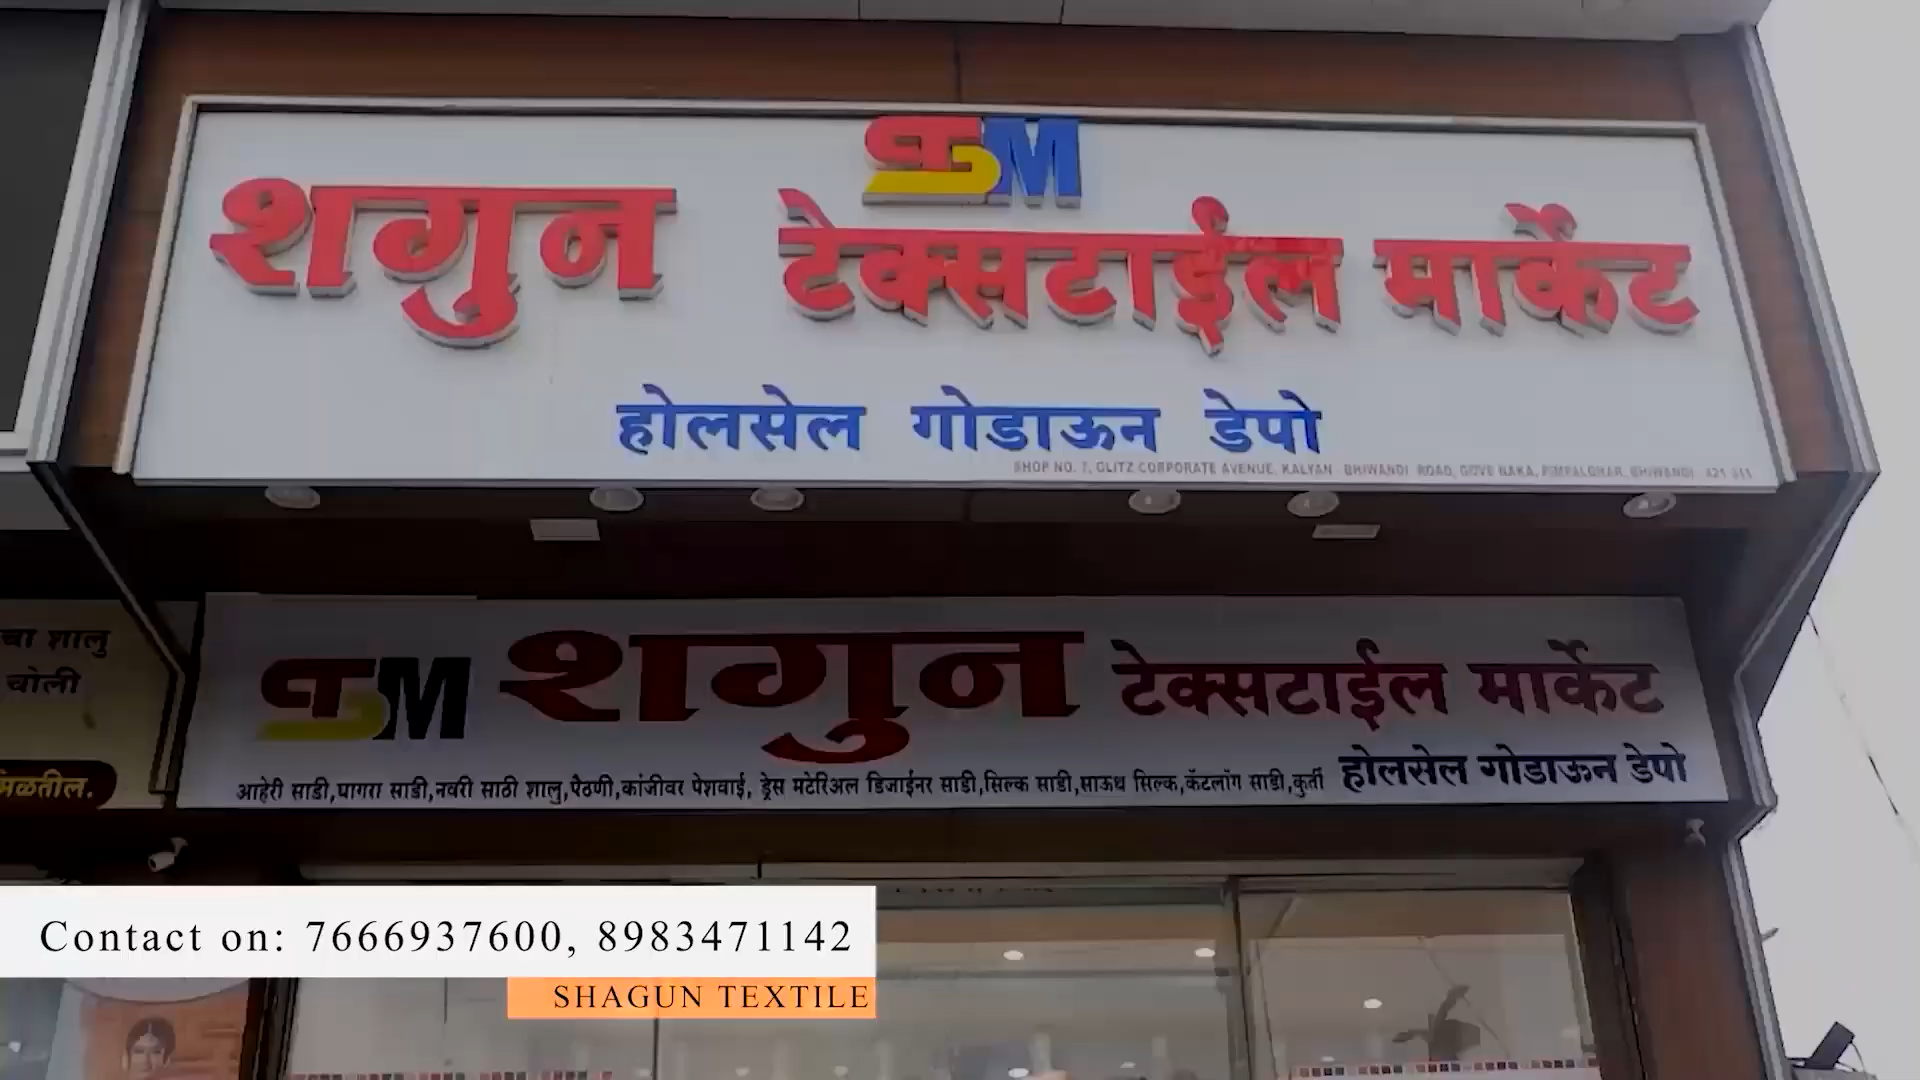 SM
शगुन टेक्सटाईल मार्केट
होलसेल गोडाऊन डेपो
SHOP NO. 7, GLITZ CORPORATE AVENUE, KALYAN BHIWANDI ROAD, GOVE NAKA, PIMPALGHAR, BHIWANDI 421 311
चा शालु
चोली
मिळतील.
SM शगुन टेक्सटाईल मार्केट
होलसेल गोडाऊन डेपो
आहेरी साडी,घागरा साडी,नवरी साठी शालु,पैठणी,कांजीवर पेशवाई, ड्रेस मटेरिअल डिजाईनर साडी,सिल्क साडी,साऊथ सिल्क,कॅटलॉग साडी,कुर्ती
Contact on: 7666937600, 8983471142
SHAGUN TEXTILE